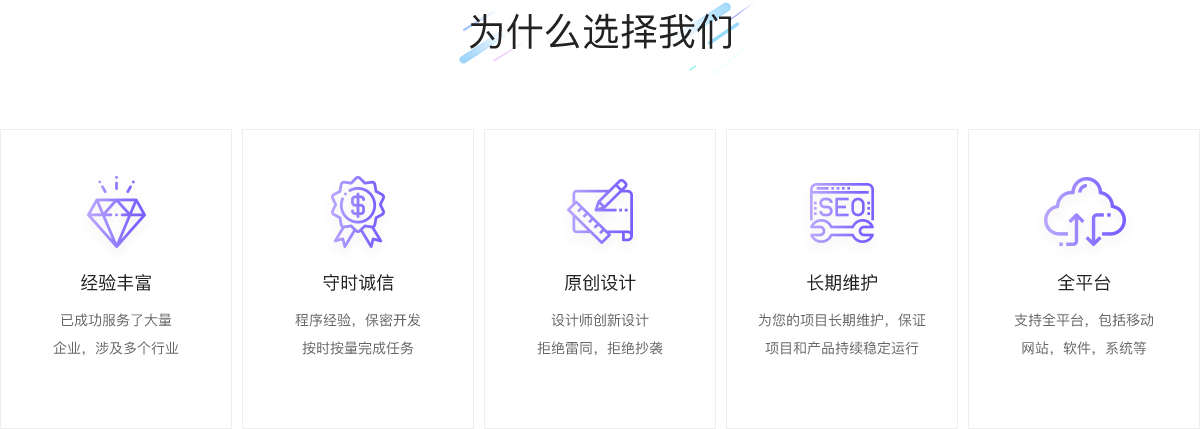 为什么选择我们
SEO
经验丰富
已成功服务了大量
企业，涉及多个行业
守时诚信
程序经验，保密开发
按时按量完成任务
原创设计
设计师创新设计
拒绝雷同，拒绝抄袭
长期维护
为您的项目长期维护，保证
项目和产品持续稳定运行
全平台
支持全平台，包括移动
网站，软件，系统等